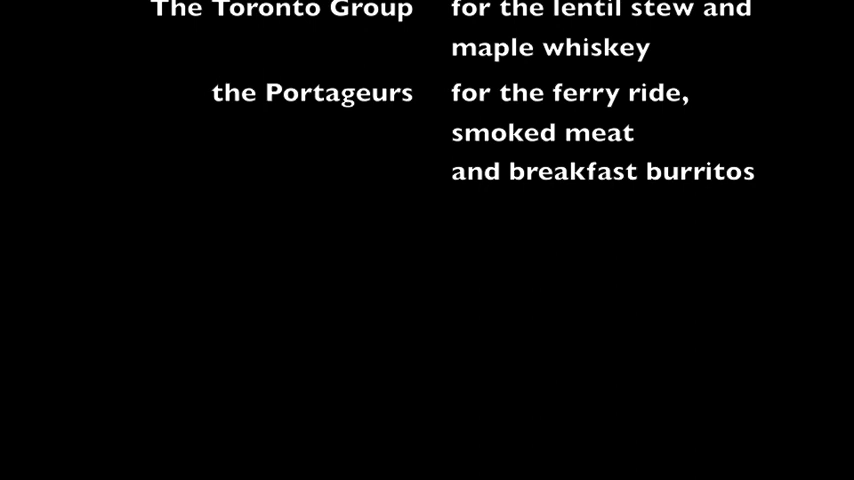 The Toronto Group for the lentil stew and
maple whiskey
the Portageurs for the ferry ride,
smoked meat
and breakfast burritos